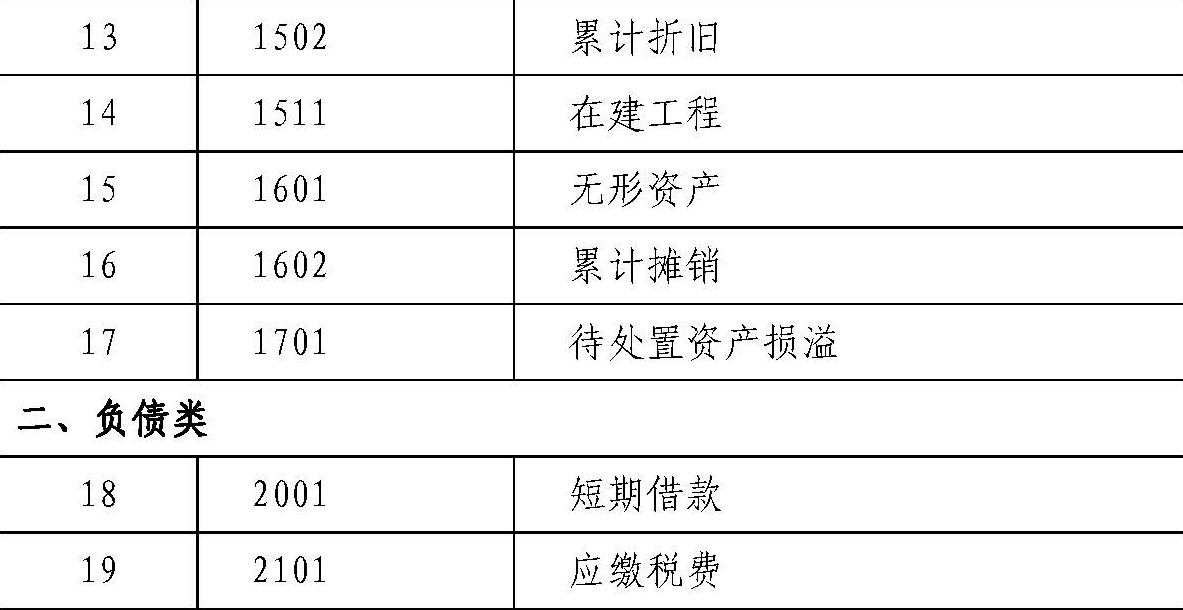 13 1502 累计折旧
14 1511 在建工程
15 1601 无形资产
16 1602 累计摊销
17 1701 待处置资产损溢
二、负债类
18 2001 短期借款
19 2101 应缴税费